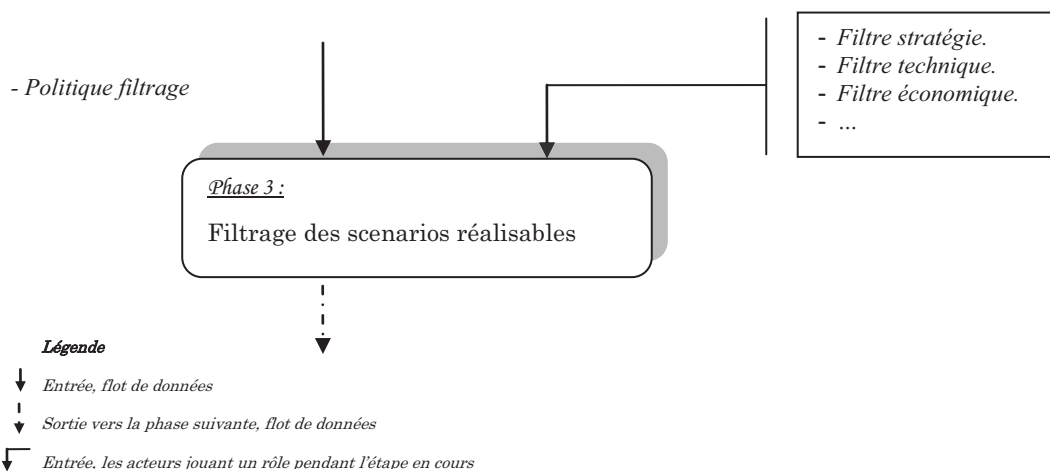 - Politique filtrage
- Filtre stratégie.
- Filtre technique.
- Filtre économique.
- ...
Phase 3 :
Filtrage des scenarios réalisables
Légende
Entrée, flot de données
Sortie vers la phase suivante, flot de données
Entrée, les acteurs jouant un rôle pendant l'étape en cours